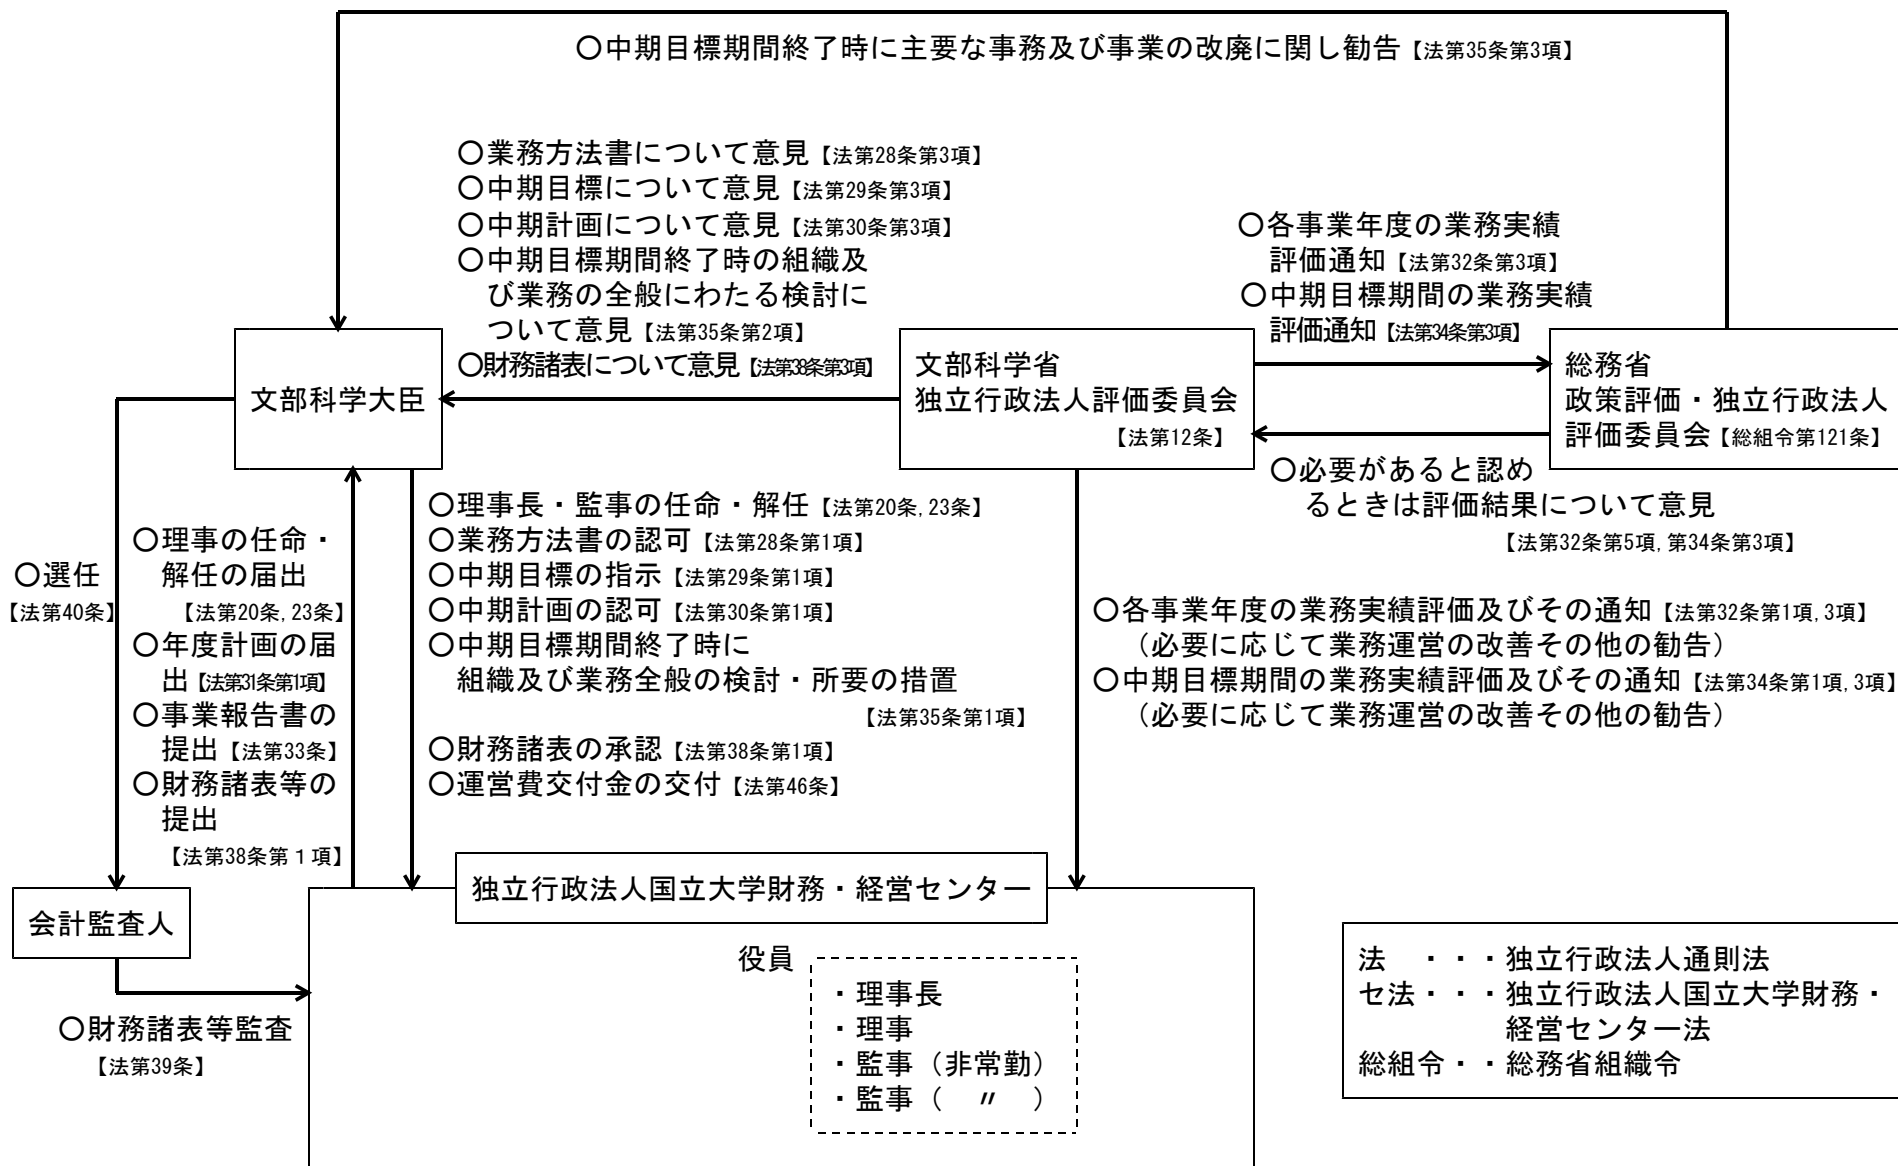 〇中期目標期間終了時に主要な事務及び事業の改廃に関し勧告【法第35条第3項】
〇業務方法書について意見【法第28条第3項】
〇中期目標について意見【法第29条第3項】
〇中期計画について意見【法第30条第3項】
〇中期目標期間終了時の組織及
び業務の全般にわたる検討に
ついて意見【法第35条第2項】
〇財務諸表について意見【法第38条第3項】
〇各事業年度の業務実績
評価通知【法第32条第3項】
〇中期目標期間の業務実績
評価通知【法第34条第3項】
文部科学大臣
文部科学省
独立行政法人評価委員会
【法第12条】
総務省
政策評価・独立行政法人
評価委員会【総組令第121条】
〇必要があると認め
るときは評価結果について意見
【法第32条第5項,第34条第3項】
〇選任
【法第40条】
〇理事の任命・
解任の届出
【法第20条,23条】
〇年度計画の届
出【法第31条第1項】
〇事業報告書の
提出【法第33条】
〇財務諸表等の
提出
【法第38条第１項】
〇理事長・監事の任命・解任【法第20条,23条】
〇業務方法書の認可【法第28条第1項】
〇中期目標の指示【法第29条第1項】
〇中期計画の認可【法第30条第1項】
〇中期目標期間終了時に
組織及び業務全般の検討・所要の措置
【法第35条第1項】
〇財務諸表の承認【法第38条第1項】
〇運営費交付金の交付【法第46条】
〇各事業年度の業務実績評価及びその通知【法第32条第1項,3項】
（必要に応じて業務運営の改善その他の勧告）
〇中期目標期間の業務実績評価及びその通知【法第34条第1項,3項】
（必要に応じて業務運営の改善その他の勧告）
会計監査人
〇財務諸表等監査
【法第39条】
独立行政法人国立大学財務・経営センター
役員
・理事長
・理事
・監事（非常勤）
・監事（　〃　）
法　・・・独立行政法人通則法
セ法・・・独立行政法人国立大学財務・
経営センター法
総組令・・総務省組織令